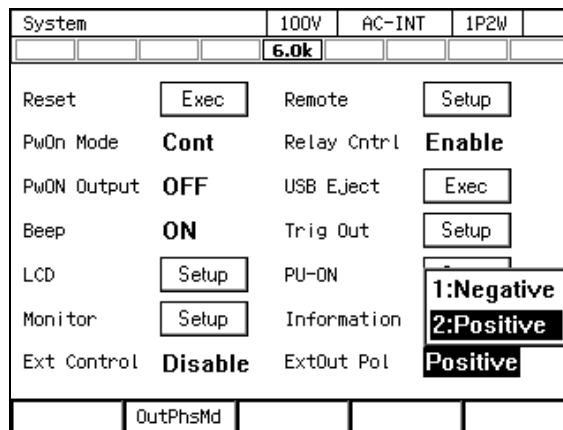 System 100V AC-INT 1P2W
6.0k
Reset Exec Remote Setup
PwOn Mode Cont Relay Cntrl Enable
PwON Output OFF USB Eject Exec
Beep ON Trig Out Setup
LCD Setup PU-ON
1:Negative
Monitor Setup Information 2:Positive
Ext Control Disable ExtOut Pol Positive
OutPhsMd